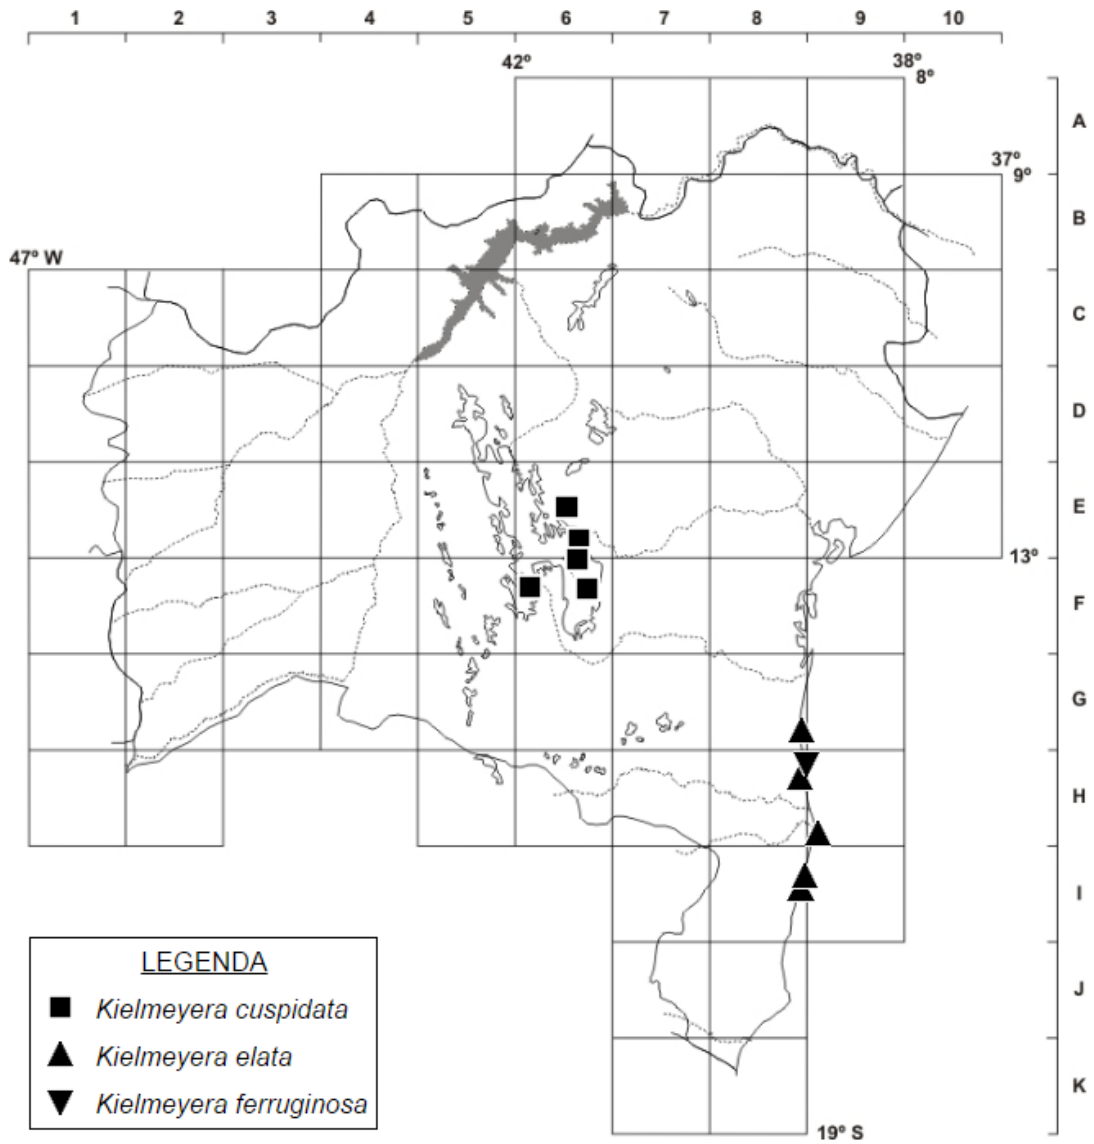 1 2 3 4 5 6 7 8 9 10
42º 38º
8º
A
37º
9º
B
47º W
C
D
E
13º
F
G
H
I
LEGENDA
J
Kielmeyera cuspidata
Kielmeyera elata
K
Kielmeyera ferruginosa
19º S